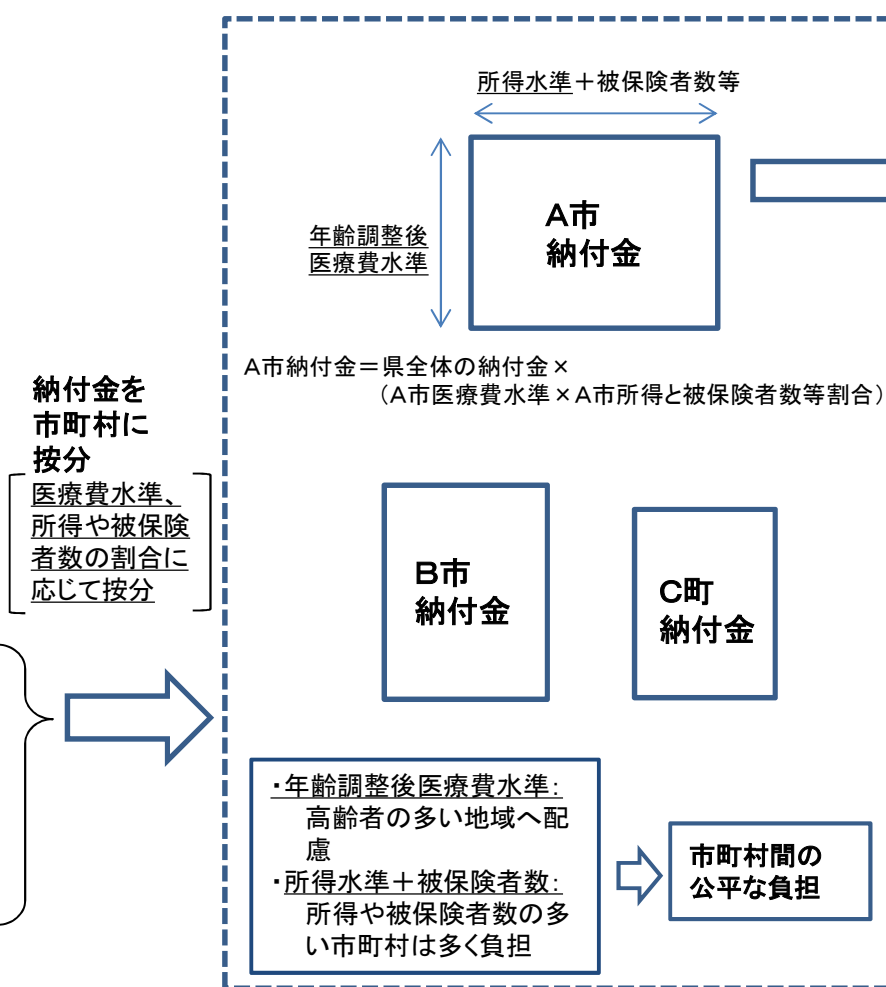 納付金を
市町村に
按分
医療費水準、
所得や被保険
者数の割合に
応じて按分
所得水準＋被保険者数等
年齢調整後
医療費水準
A市
納付金
A市納付金＝県全体の納付金×
（A市医療費水準×A市所得と被保険者数等割合）
B市
納付金
C町
納付金
・年齢調整後医療費水準：
高齢者の多い地域へ配
慮
・所得水準＋被保険者数：
所得や被保険者数の多
い市町村は多く負担
市町村間の
公平な負担